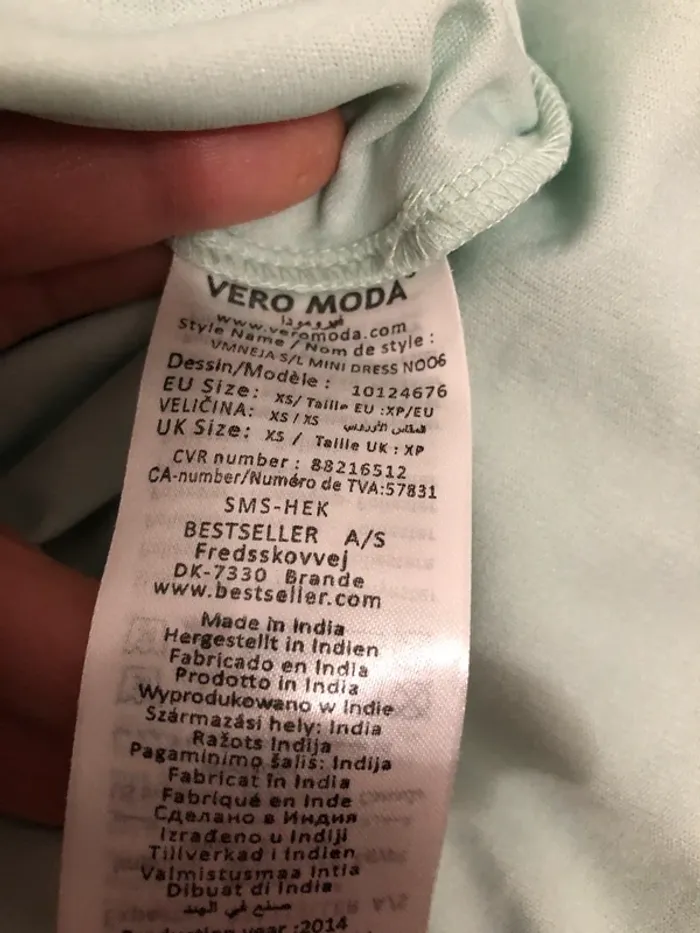 VERO MODA
فيرومودا
www.veromoda.com
Style Name / Nom de style :
VMNEJA S/L MINI DRESS NOO6
Dessin/Modèle : 10124676
EU Size: XS/ Taille EU :XP/EU
VELIČINA: XS / XS المقاس الأوروبي
UK Size: XS / Taille UK : XP
CVR number : 88216512
CA-number/Numéro de TVA:57831
SMS-HEK
BESTSELLER A/S
Fredsskovvej
DK-7330 Brande
www.bestseller.com
Made in India
Hergestellt in Indien
Fabricado en India
Prodotto in India
Wyprodukowano w Indie
Származási hely: India
Ražots Indija
Pagaminimo šalis: Indija
Fabricat în India
Fabriqué en Inde
Сделано в Индия
Izrađeno u Indiji
Tillverkad i Indien
Valmistusmaa Intia
Dibuat di India
صنع في الهند
Production year :2014